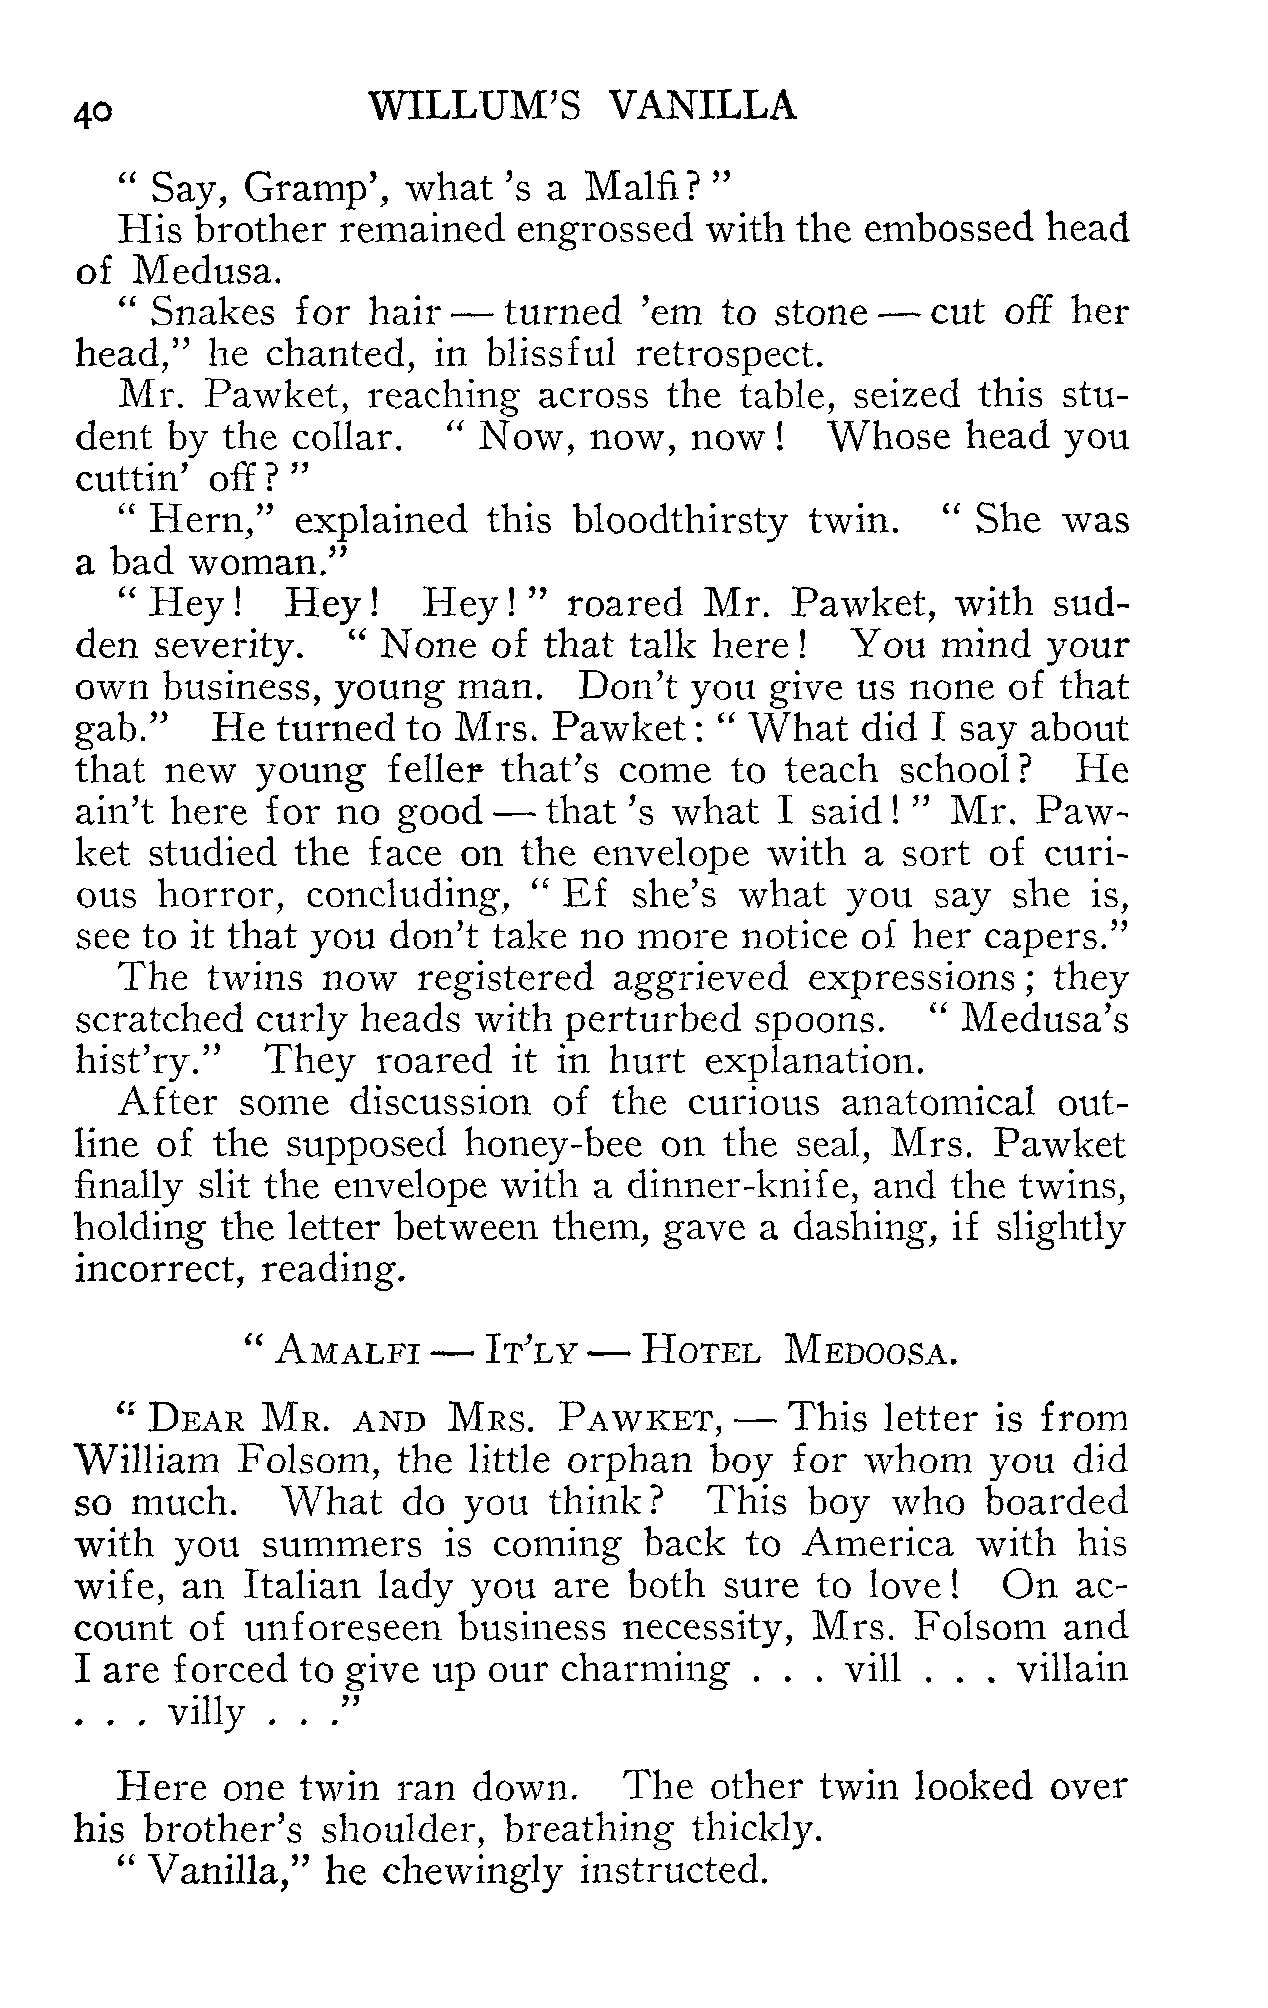 40 WILLUM'S VANILLA
“ Say, Gramp', what 's a Malfi? ”
His brother remained engrossed with the embossed head
of Medusa.
“ Snakes for hair — turned 'em to stone — cut off her
head,” he chanted, in blissful retrospect.
Mr. Pawket, reaching across the table, seized this stu-
dent by the collar. “ Now, now, now! Whose head you
cuttin' off? ”
“ Hern,” explained this bloodthirsty twin. “ She was
a bad woman.”
“ Hey! Hey! Hey! ” roared Mr. Pawket, with sud-
den severity. “ None of that talk here! You mind your
own business, young man. Don't you give us none of that
gab.” He turned to Mrs. Pawket: “ What did I say about
that new young feller that's come to teach school? He
ain't here for no good — that 's what I said! ” Mr. Paw-
ket studied the face on the envelope with a sort of curi-
ous horror, concluding, “ Ef she's what you say she is,
see to it that you don't take no more notice of her capers.”
The twins now registered aggrieved expressions; they
scratched curly heads with perturbed spoons. “ Medusa's
hist'ry.” They roared it in hurt explanation.
After some discussion of the curious anatomical out-
line of the supposed honey-bee on the seal, Mrs. Pawket
finally slit the envelope with a dinner-knife, and the twins,
holding the letter between them, gave a dashing, if slightly
incorrect, reading.
“ Amalfi — It'ly — Hotel Medoosa.
“ Dear Mr. and Mrs. Pawket, — This letter is from
William Folsom, the little orphan boy for whom you did
so much. What do you think? This boy who boarded
with you summers is coming back to America with his
wife, an Italian lady you are both sure to love! On ac-
count of unforeseen business necessity, Mrs. Folsom and
I are forced to give up our charming . . . vill . . . villain
. . . villy . . .”
Here one twin ran down. The other twin looked over
his brother's shoulder, breathing thickly.
“ Vanilla,” he chewingly instructed.